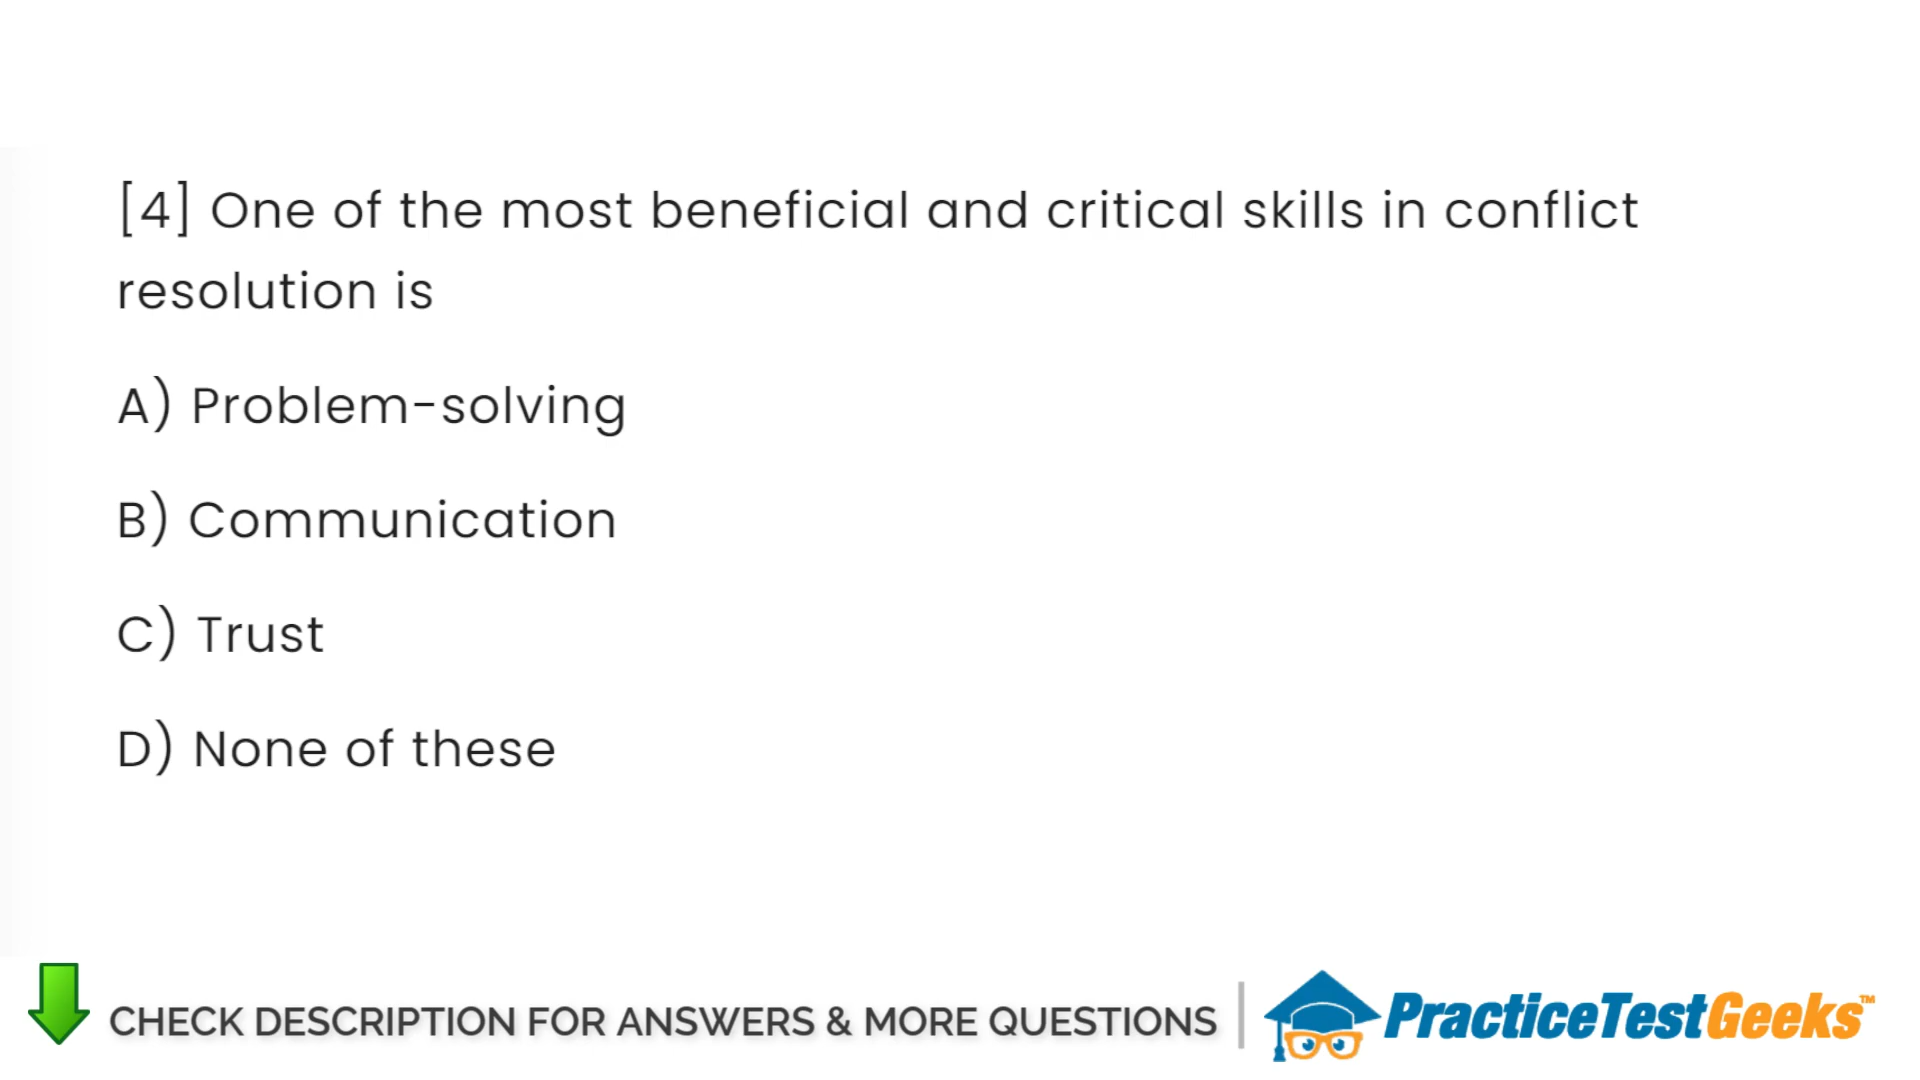 [4] One of the most beneficial and critical skills in conflict
resolution is
A) Problem-solving
B) Communication
C) Trust
D) None of these
CHECK DESCRIPTION FOR ANSWERS & MORE QUESTIONS
PracticeTestGeeks™